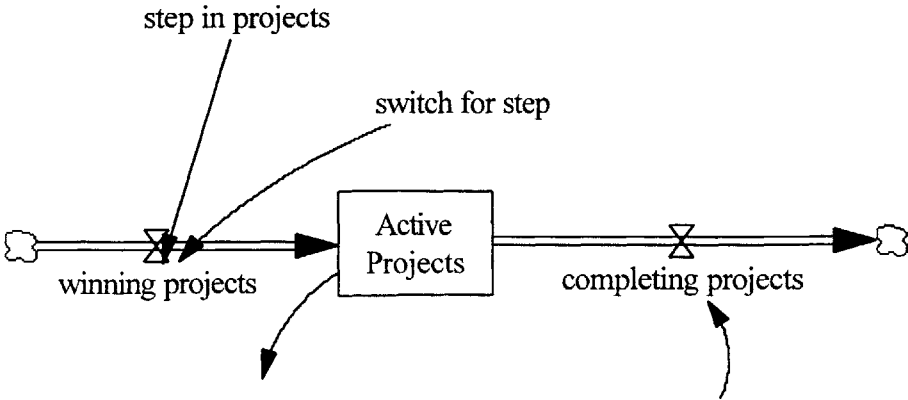 step in projects
switch for step
Active
Projects
winning projects
completing projects